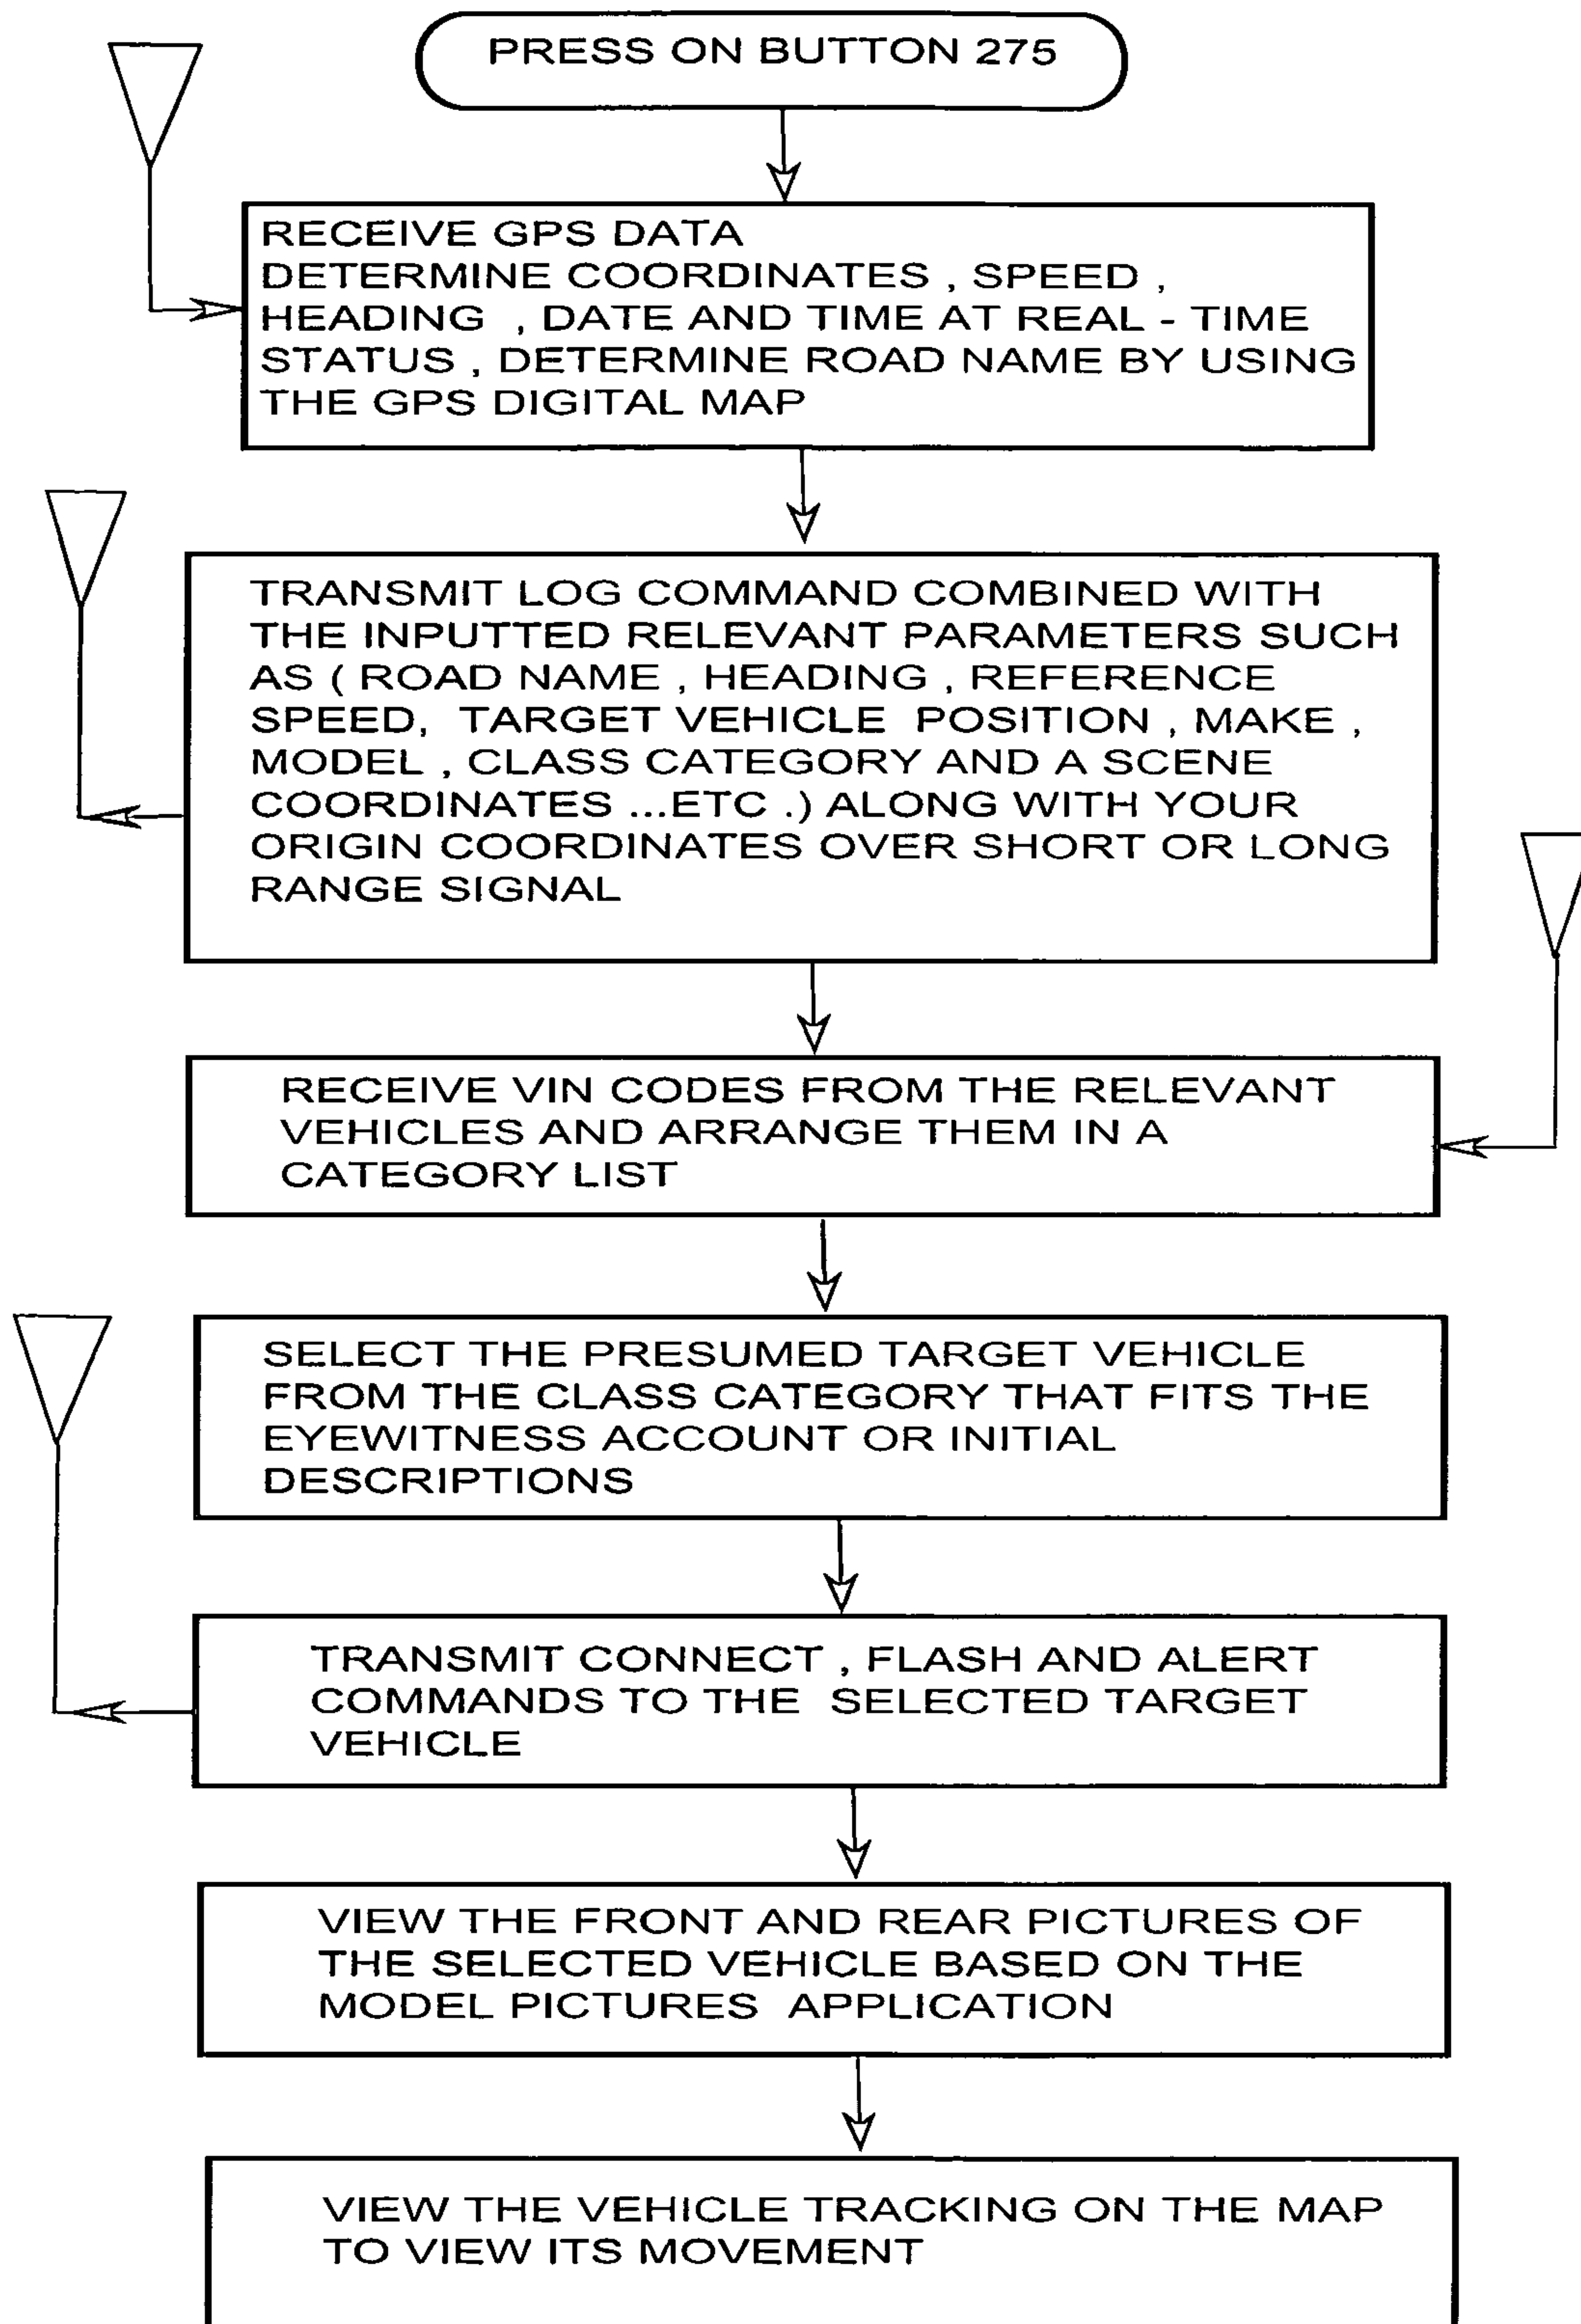 PRESS ON BUTTON 275
RECEIVE GPS DATA
DETERMINE COORDINATES , SPEED ,
HEADING , DATE AND TIME AT REAL - TIME
STATUS , DETERMINE ROAD NAME BY USING
THE GPS DIGITAL MAP
TRANSMIT LOG COMMAND COMBINED WITH
THE INPUTTED RELEVANT PARAMETERS SUCH
AS ( ROAD NAME , HEADING , REFERENCE
SPEED, TARGET VEHICLE POSITION , MAKE ,
MODEL , CLASS CATEGORY AND A SCENE
COORDINATES ...ETC .) ALONG WITH YOUR
ORIGIN COORDINATES OVER SHORT OR LONG
RANGE SIGNAL
RECEIVE VIN CODES FROM THE RELEVANT
VEHICLES AND ARRANGE THEM IN A
CATEGORY LIST
SELECT THE PRESUMED TARGET VEHICLE
FROM THE CLASS CATEGORY THAT FITS THE
EYEWITNESS ACCOUNT OR INITIAL
DESCRIPTIONS
TRANSMIT CONNECT , FLASH AND ALERT
COMMANDS TO THE SELECTED TARGET
VEHICLE
VIEW THE FRONT AND REAR PICTURES OF
THE SELECTED VEHICLE BASED ON THE
MODEL PICTURES APPLICATION
VIEW THE VEHICLE TRACKING ON THE MAP
TO VIEW ITS MOVEMENT